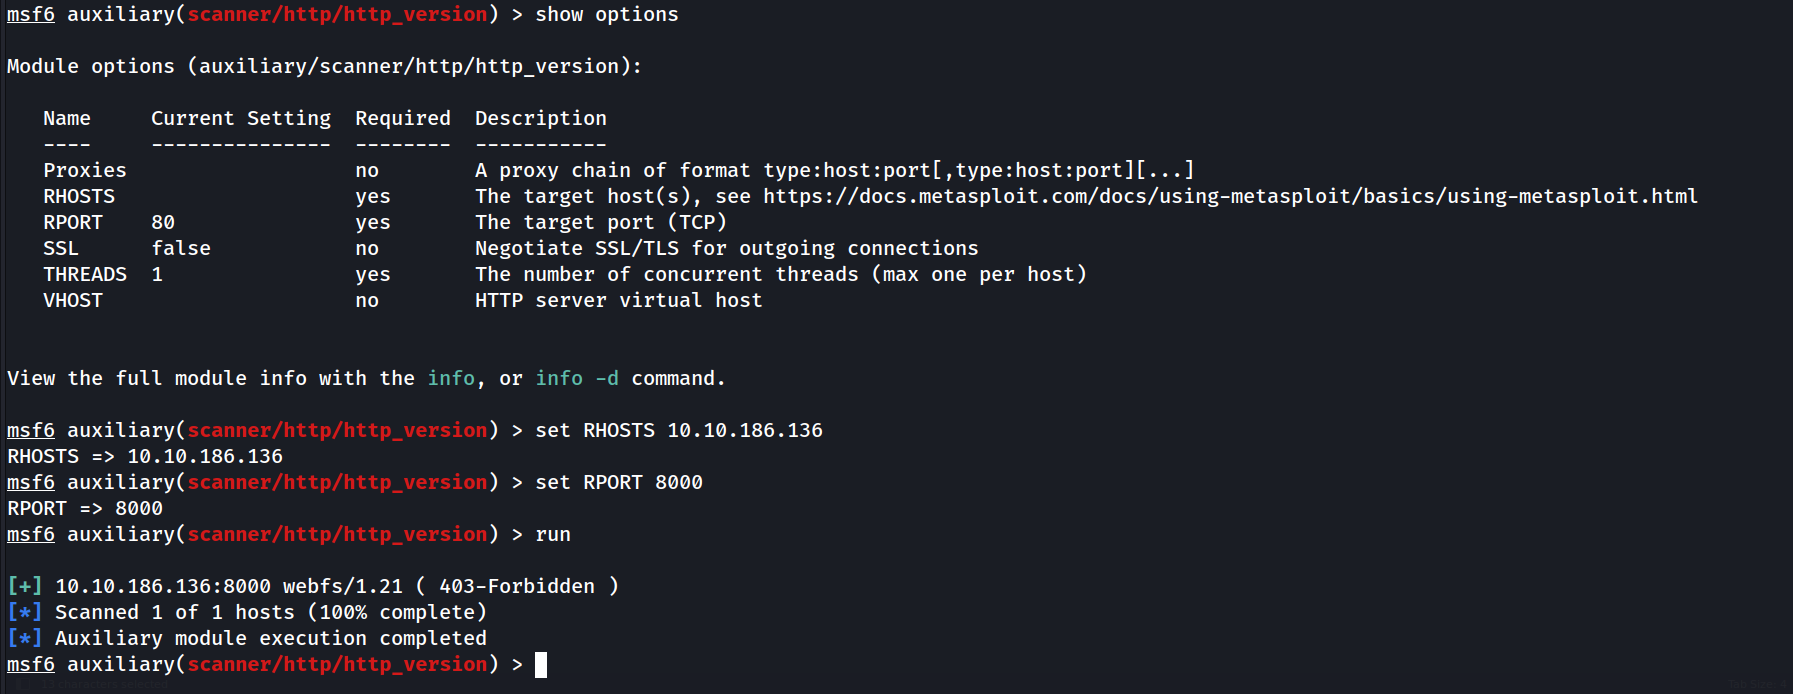 msf6 auxiliary(scanner/http/http_version) > show options
Module options (auxiliary/scanner/http/http_version):
Name Current Setting Required Description
---- --------------- -------- -----------
Proxies no A proxy chain of format type:host:port[,type:host:port][...]
RHOSTS yes The target host(s), see https://docs.metasploit.com/docs/using-metasploit/basics/using-metasploit.html
RPORT 80 yes The target port (TCP)
SSL false no Negotiate SSL/TLS for outgoing connections
THREADS 1 yes The number of concurrent threads (max one per host)
VHOST no HTTP server virtual host
View the full module info with the info, or info -d command.
msf6 auxiliary(scanner/http/http_version) > set RHOSTS 10.10.186.136
RHOSTS => 10.10.186.136
msf6 auxiliary(scanner/http/http_version) > set RPORT 8000
RPORT => 8000
msf6 auxiliary(scanner/http/http_version) > run
[+] 10.10.186.136:8000 webfs/1.21 ( 403-Forbidden )
[*] Scanned 1 of 1 hosts (100% complete)
[*] Auxiliary module execution completed
msf6 auxiliary(scanner/http/http_version) >